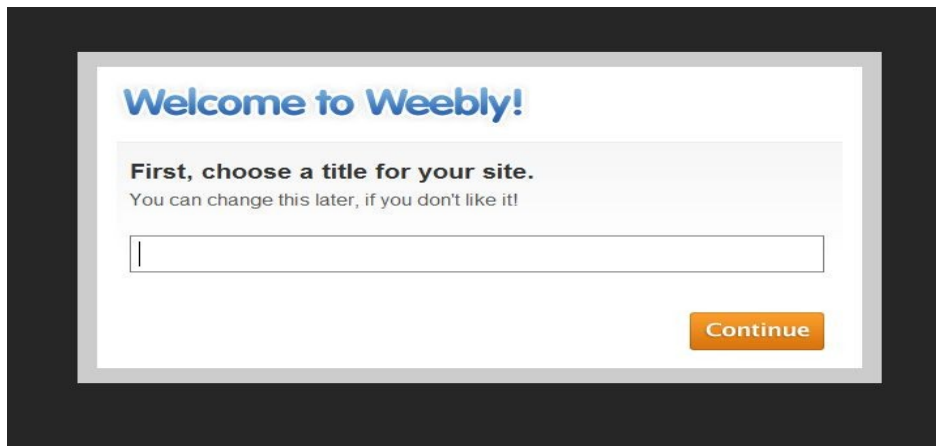 Welcome to Weebly!
First, choose a title for your site.
You can change this later, if you don't like it!
Continue